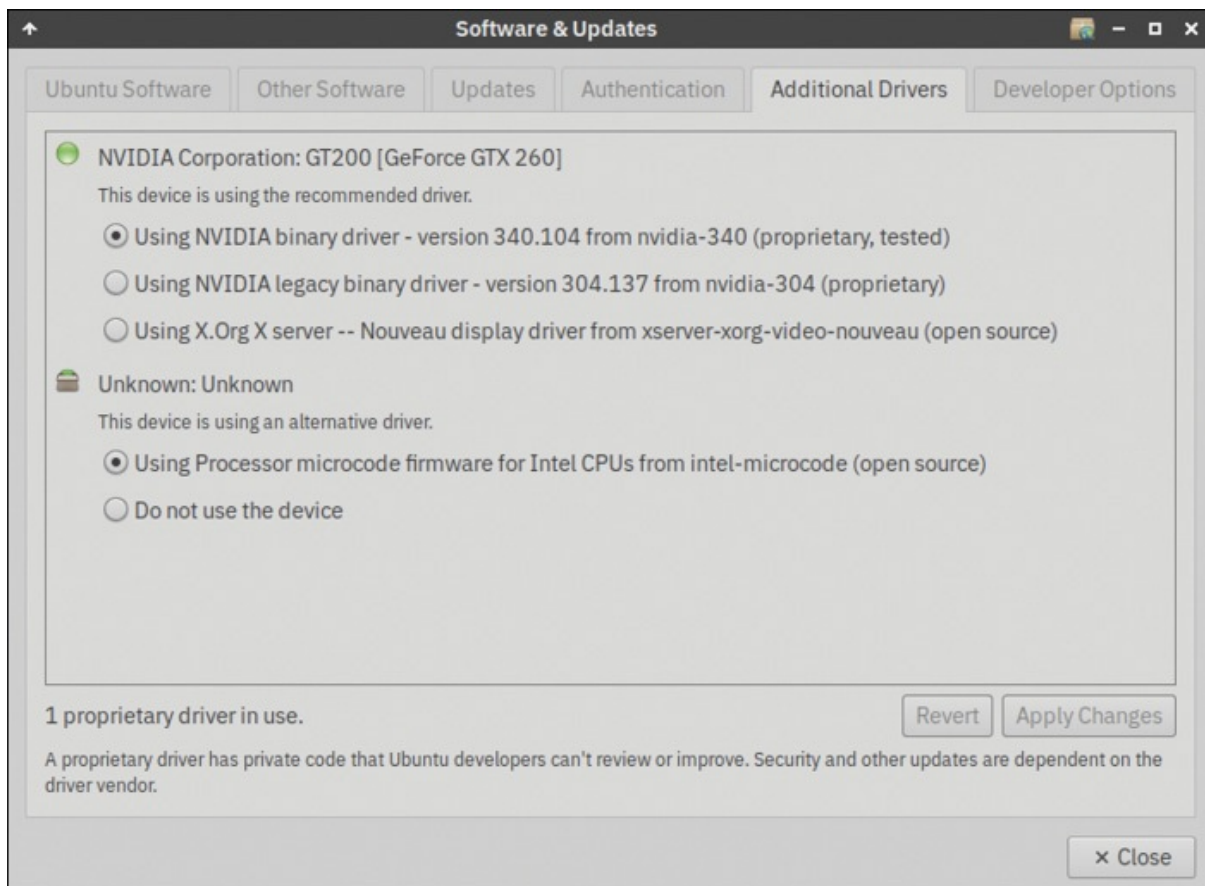 Software & Updates
Ubuntu Software
Other Software
Updates
Authentication
Additional Drivers
Developer Options
NVIDIA Corporation: GT200 [GeForce GTX 260]
This device is using the recommended driver.
Using NVIDIA binary driver - version 340.104 from nvidia-340 (proprietary, tested)
Using NVIDIA legacy binary driver - version 304.137 from nvidia-304 (proprietary)
Using X.Org X server -- Nouveau display driver from xserver-xorg-video-nouveau (open source)
Unknown: Unknown
This device is using an alternative driver.
Using Processor microcode firmware for Intel CPUs from intel-microcode (open source)
Do not use the device
1 proprietary driver in use.
Revert
Apply Changes
A proprietary driver has private code that Ubuntu developers can't review or improve. Security and other updates are dependent on the
driver vendor.
× Close